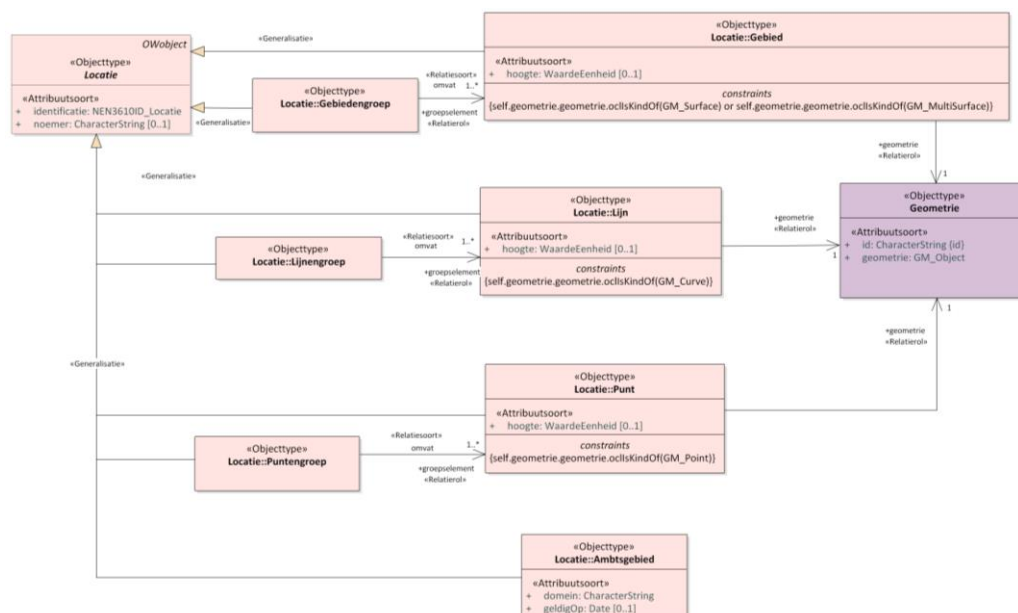 OWobject
«Objecttype»
Locatie
«Attribuutsoort»
+ identificatie: NEN3610ID_Locatie
+ noemer: CharacterString [0..1]
«Generalisatie»
«Objecttype»
Locatie::Gebied
«Attribuutsoort»
+ hoogte: WaardeEenheid [0..1]
constraints
{self.geometrie.geometrie.ocIIsKindOf(GM_Surface) or self.geometrie.geometrie.ocIIsKindOf(GM_MultiSurface)}
«Objecttype»
Locatie::Gebiedengroep
«Generalisatie»
«Relatiesoort»
omvat
1..*
+groepselement
«Relatierol»
+geometrie
«Relatierol»
1
«Generalisatie»
«Objecttype»
Locatie::Lijn
«Attribuutsoort»
+ hoogte: WaardeEenheid [0..1]
constraints
{self.geometrie.geometrie.ocIIsKindOf(GM_Curve)}
«Objecttype»
Locatie::Lijnengroep
«Relatiesoort»
omvat
1..*
+groepselement
«Relatierol»
+geometrie
«Relatierol»
1
«Objecttype»
Geometrie
«Attribuutsoort»
+ id: CharacterString {id}
+ geometrie: GM_Object
1
+geometrie
«Relatierol»
«Generalisatie»
«Objecttype»
Locatie::Punt
«Attribuutsoort»
+ hoogte: WaardeEenheid [0..1]
constraints
{self.geometrie.geometrie.ocIIsKindOf(GM_Point)}
«Objecttype»
Locatie::Puntengroep
«Relatiesoort»
omvat
1..*
+groepselement
«Relatierol»
«Objecttype»
Locatie::Ambtsgebied
«Attribuutsoort»
+ domein: CharacterString
+ geldigOp: Date [0..1]